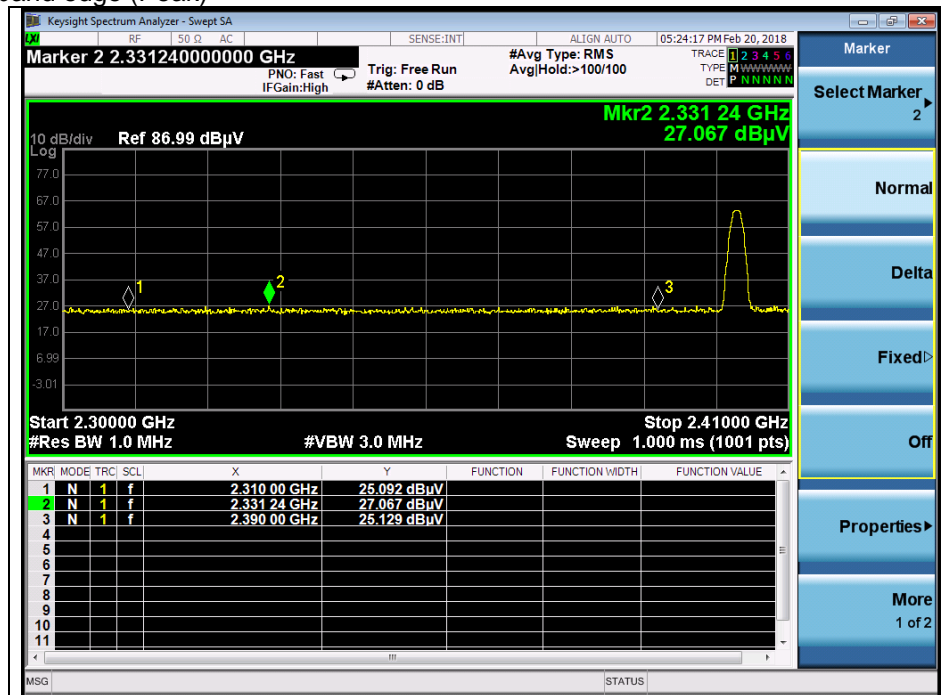 band edge (Peak)
Keysight Spectrum Analyzer - Swept SA
LXI RF 50 Ω AC SENSE:INT ALIGN AUTO 05:24:17 PM Feb 20, 2018
Marker 2 2.331240000000 GHz
PNO: Fast
IFGain:High
Trig: Free Run
#Atten: 0 dB
#Avg Type: RMS
Avg|Hold:>100/100
TRACE 1 2 3 4 5 6
TYPE M W W W W W
DET P N N N N N
Mkr2 2.331 24 GHz
27.067 dBµV
10 dB/div Ref 86.99 dBµV
Log
77.0
67.0
57.0
47.0
37.0
27.0
17.0
6.99
-3.01
1
2
3
Start 2.30000 GHz
#Res BW 1.0 MHz
#VBW 3.0 MHz
Stop 2.41000 GHz
Sweep 1.000 ms (1001 pts)
MKR MODE TRC SCL X Y FUNCTION FUNCTION WIDTH FUNCTION VALUE
1 N 1 f 2.310 00 GHz 25.092 dBµV
2 N 1 f 2.331 24 GHz 27.067 dBµV
3 N 1 f 2.390 00 GHz 25.129 dBµV
4
5
6
7
8
9
10
11
MSG
STATUS
Marker
Select Marker
2
Normal
Delta
Fixed
Off
Properties
More
1 of 2